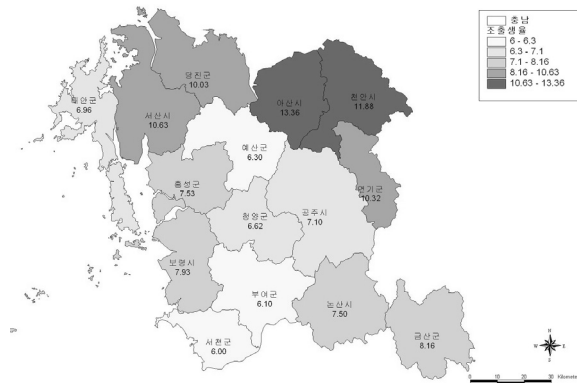 충남
조출생율
6 - 6.3
6.3 - 7.1
7.1 - 8.16
8.16 - 10.63
10.63 - 13.36
당진군
10.03
아산시
13.36
천안시
11.88
태안군
6.96
서산시
10.63
예산군
6.30
홍성군
7.53
연기군
10.32
청양군
6.62
공주시
7.10
보령시
7.93
부여군
6.10
논산시
7.50
금산군
8.16
서천군
6.00
N
W E
S
0 10 20 30 Kilometers